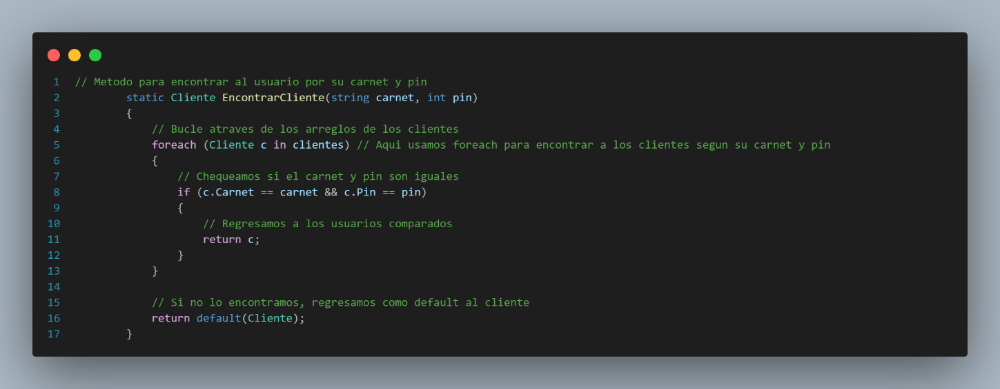 1 // Metodo para encontrar al usuario por su carnet y pin
2 static Cliente EncontrarCliente(string carnet, int pin)
3 {
4 // Bucle atraves de los arreglos de los clientes
5 foreach (Cliente c in clientes) // Aqui usamos foreach para encontrar a los clientes segun su carnet y pin
6 {
7 // Chequeamos si el carnet y pin son iguales
8 if (c.Carnet == carnet && c.Pin == pin)
9 {
10 // Regresamos a los usuarios comparados
11 return c;
12 }
13 }
14
15 // Si no lo encontramos, regresamos como default al cliente
16 return default(Cliente);
17 }